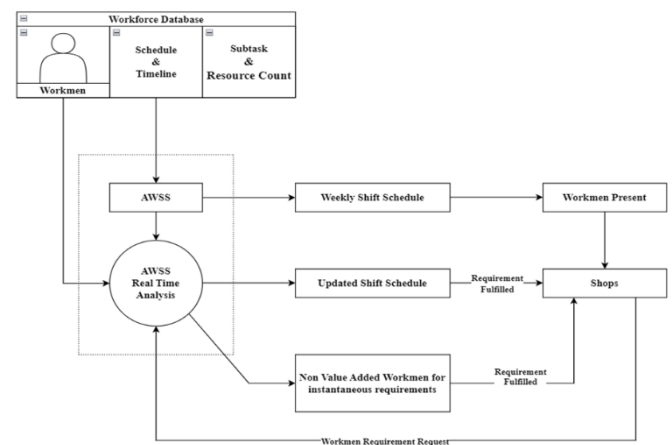 Workforce Database
Workmen
Schedule
&
Timeline
Subtask
&
Resource Count
AWSS
Weekly Shift Schedule
Workmen Present
AWSS
Real Time
Analysis
Updated Shift Schedule
Requirement
Fulfilled
Shops
Non Value Added Workmen for
instantaneous requirements
Requirement
Fulfilled
Workmen Requirement Request